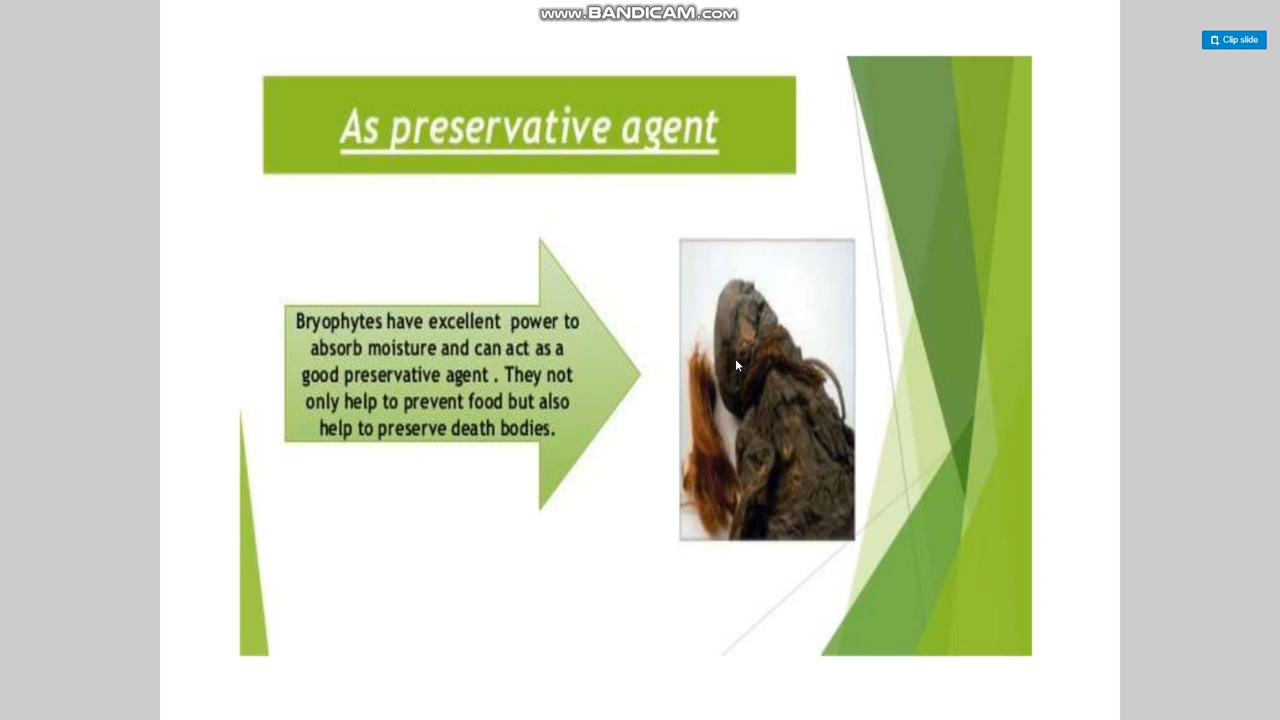 www.BANDICAM.com
Clip slide
As preservative agent
Bryophytes have excellent power to
absorb moisture and can act as a
good preservative agent . They not
only help to prevent food but also
help to preserve death bodies.